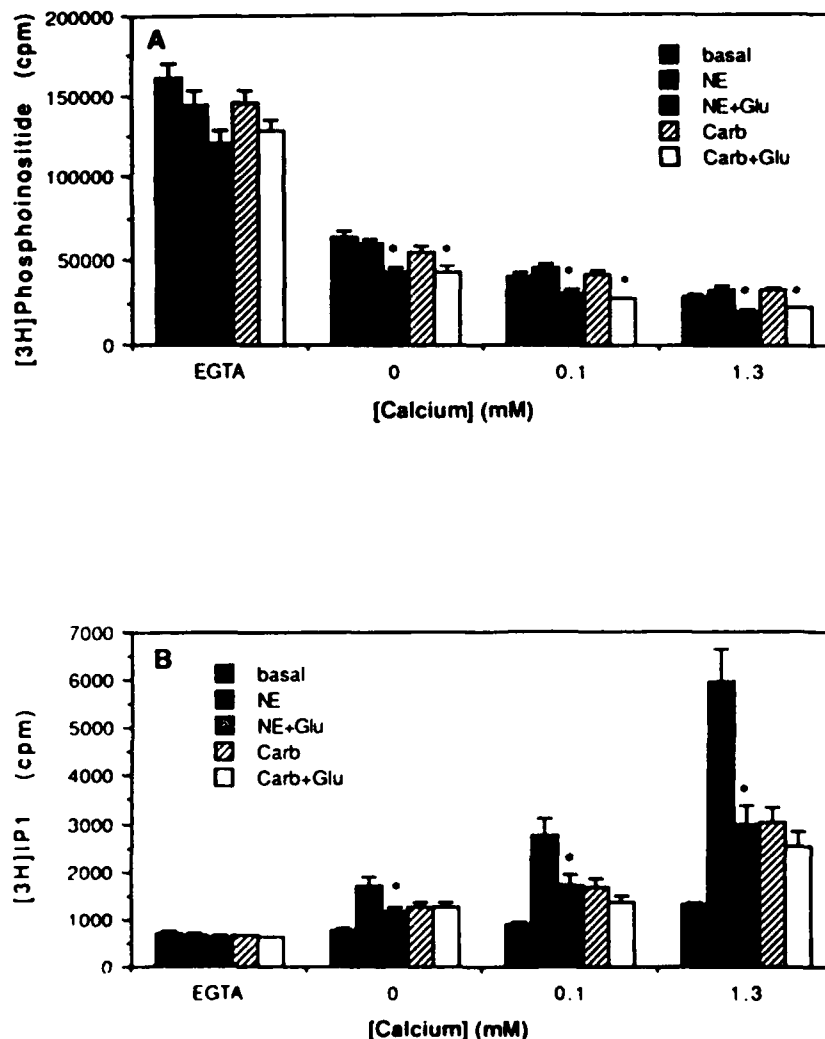 A
[3H]Phosphoinositide (cpm)
200000
150000
100000
50000
0
basal
NE
NE+Glu
Carb
Carb+Glu
* * * * * *
EGTA 0 0.1 1.3
[Calcium] (mM)
B
[3H]IP1 (cpm)
7000
6000
5000
4000
3000
2000
1000
0
basal
NE
NE+Glu
Carb
Carb+Glu
* * *
EGTA 0 0.1 1.3
[Calcium] (mM)